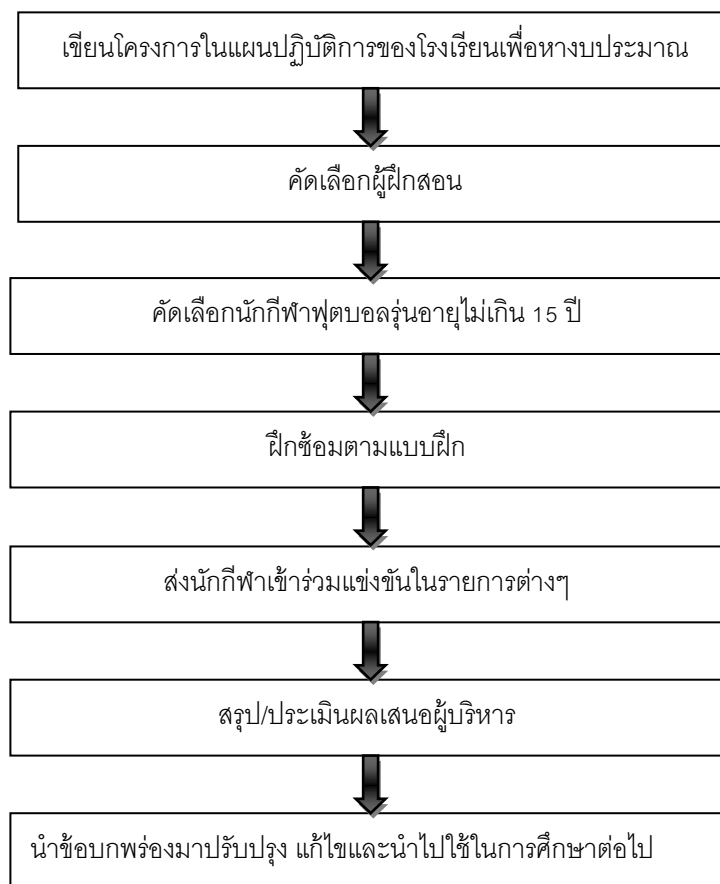 เขียนโครงการในแผนปฏิบัติการของโรงเรียนเพื่อหางบประมาณ
คัดเลือกผู้ฝึกสอน
คัดเลือกนักกีฬาฟุตบอลรุ่นอายุไม่เกิน 15 ปี
ฝึกซ้อมตามแบบฝึก
ส่งนักกีฬาเข้าร่วมแข่งขันในรายการต่างๆ
สรุป/ประเมินผลเสนอผู้บริหาร
นำข้อบกพร่องมาปรับปรุง แก้ไขและนำไปใช้ในการศึกษาต่อไป